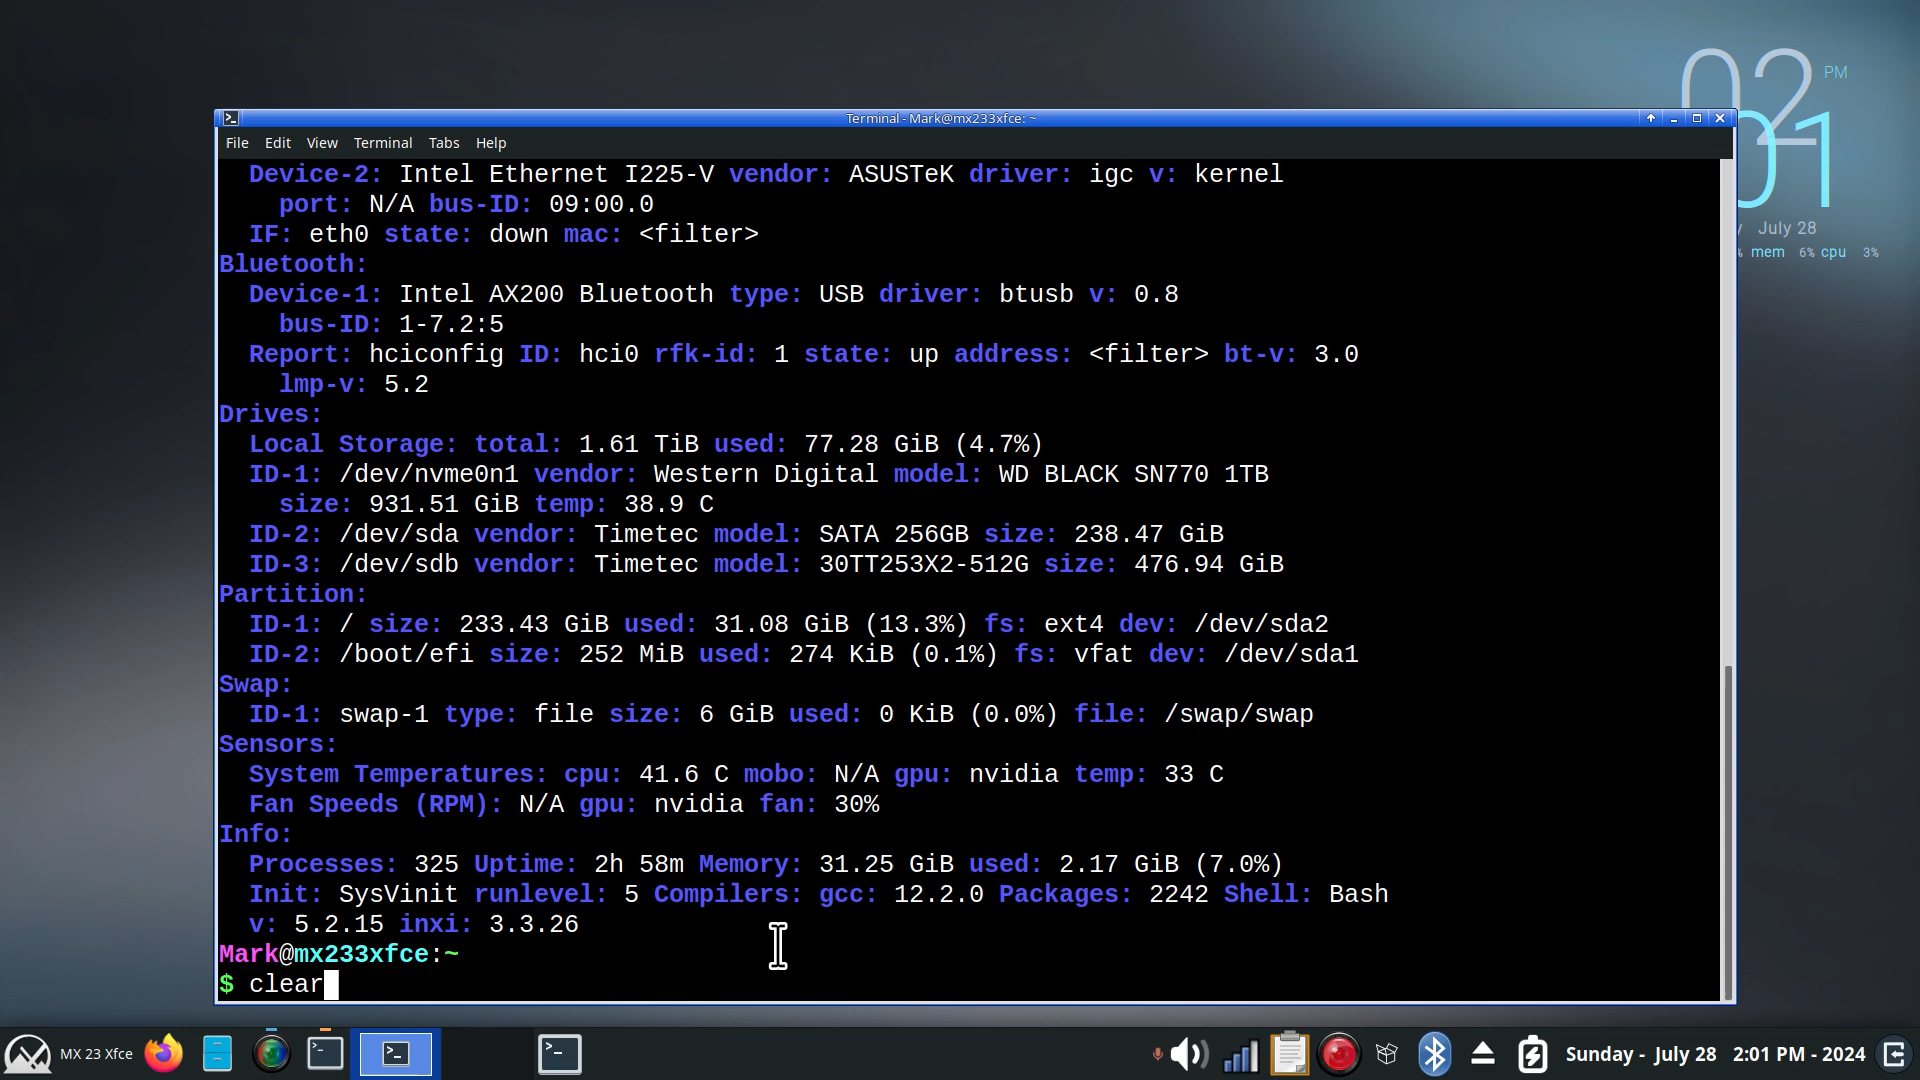 02 PM
01
July 28
% mem 6% cpu 3%
Terminal - Mark@mx233xfce: ~
File Edit View Terminal Tabs Help
Device-2: Intel Ethernet I225-V vendor: ASUSTeK driver: igc v: kernel
port: N/A bus-ID: 09:00.0
IF: eth0 state: down mac: <filter>
Bluetooth:
Device-1: Intel AX200 Bluetooth type: USB driver: btusb v: 0.8
bus-ID: 1-7.2:5
Report: hciconfig ID: hci0 rfk-id: 1 state: up address: <filter> bt-v: 3.0
lmp-v: 5.2
Drives:
Local Storage: total: 1.61 TiB used: 77.28 GiB (4.7%)
ID-1: /dev/nvme0n1 vendor: Western Digital model: WD BLACK SN770 1TB
size: 931.51 GiB temp: 38.9 C
ID-2: /dev/sda vendor: Timetec model: SATA 256GB size: 238.47 GiB
ID-3: /dev/sdb vendor: Timetec model: 30TT253X2-512G size: 476.94 GiB
Partition:
ID-1: / size: 233.43 GiB used: 31.08 GiB (13.3%) fs: ext4 dev: /dev/sda2
ID-2: /boot/efi size: 252 MiB used: 274 KiB (0.1%) fs: vfat dev: /dev/sda1
Swap:
ID-1: swap-1 type: file size: 6 GiB used: 0 KiB (0.0%) file: /swap/swap
Sensors:
System Temperatures: cpu: 41.6 C mobo: N/A gpu: nvidia temp: 33 C
Fan Speeds (RPM): N/A gpu: nvidia fan: 30%
Info:
Processes: 325 Uptime: 2h 58m Memory: 31.25 GiB used: 2.17 GiB (7.0%)
Init: SysVinit runlevel: 5 Compilers: gcc: 12.2.0 Packages: 2242 Shell: Bash
v: 5.2.15 inxi: 3.3.26
Mark@mx233xfce:~
$ clear
MX 23 Xfce
Sunday - July 28 2:01 PM - 2024